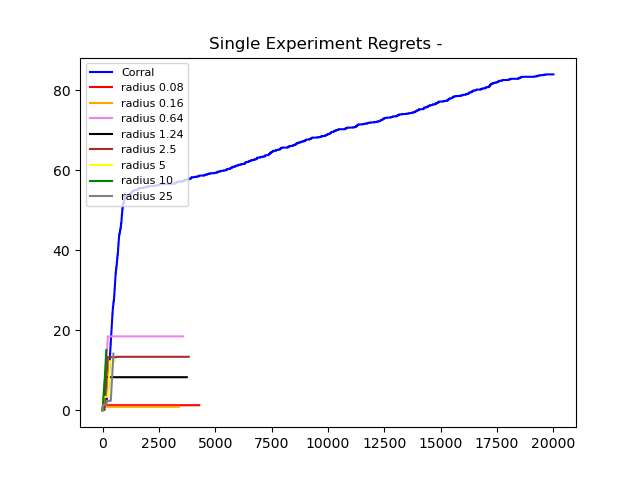 Single Experiment Regrets -
80
60
40
20
0
Corral
radius 0.08
radius 0.16
radius 0.64
radius 1.24
radius 2.5
radius 5
radius 10
radius 25
0 2500 5000 7500 10000 12500 15000 17500 20000